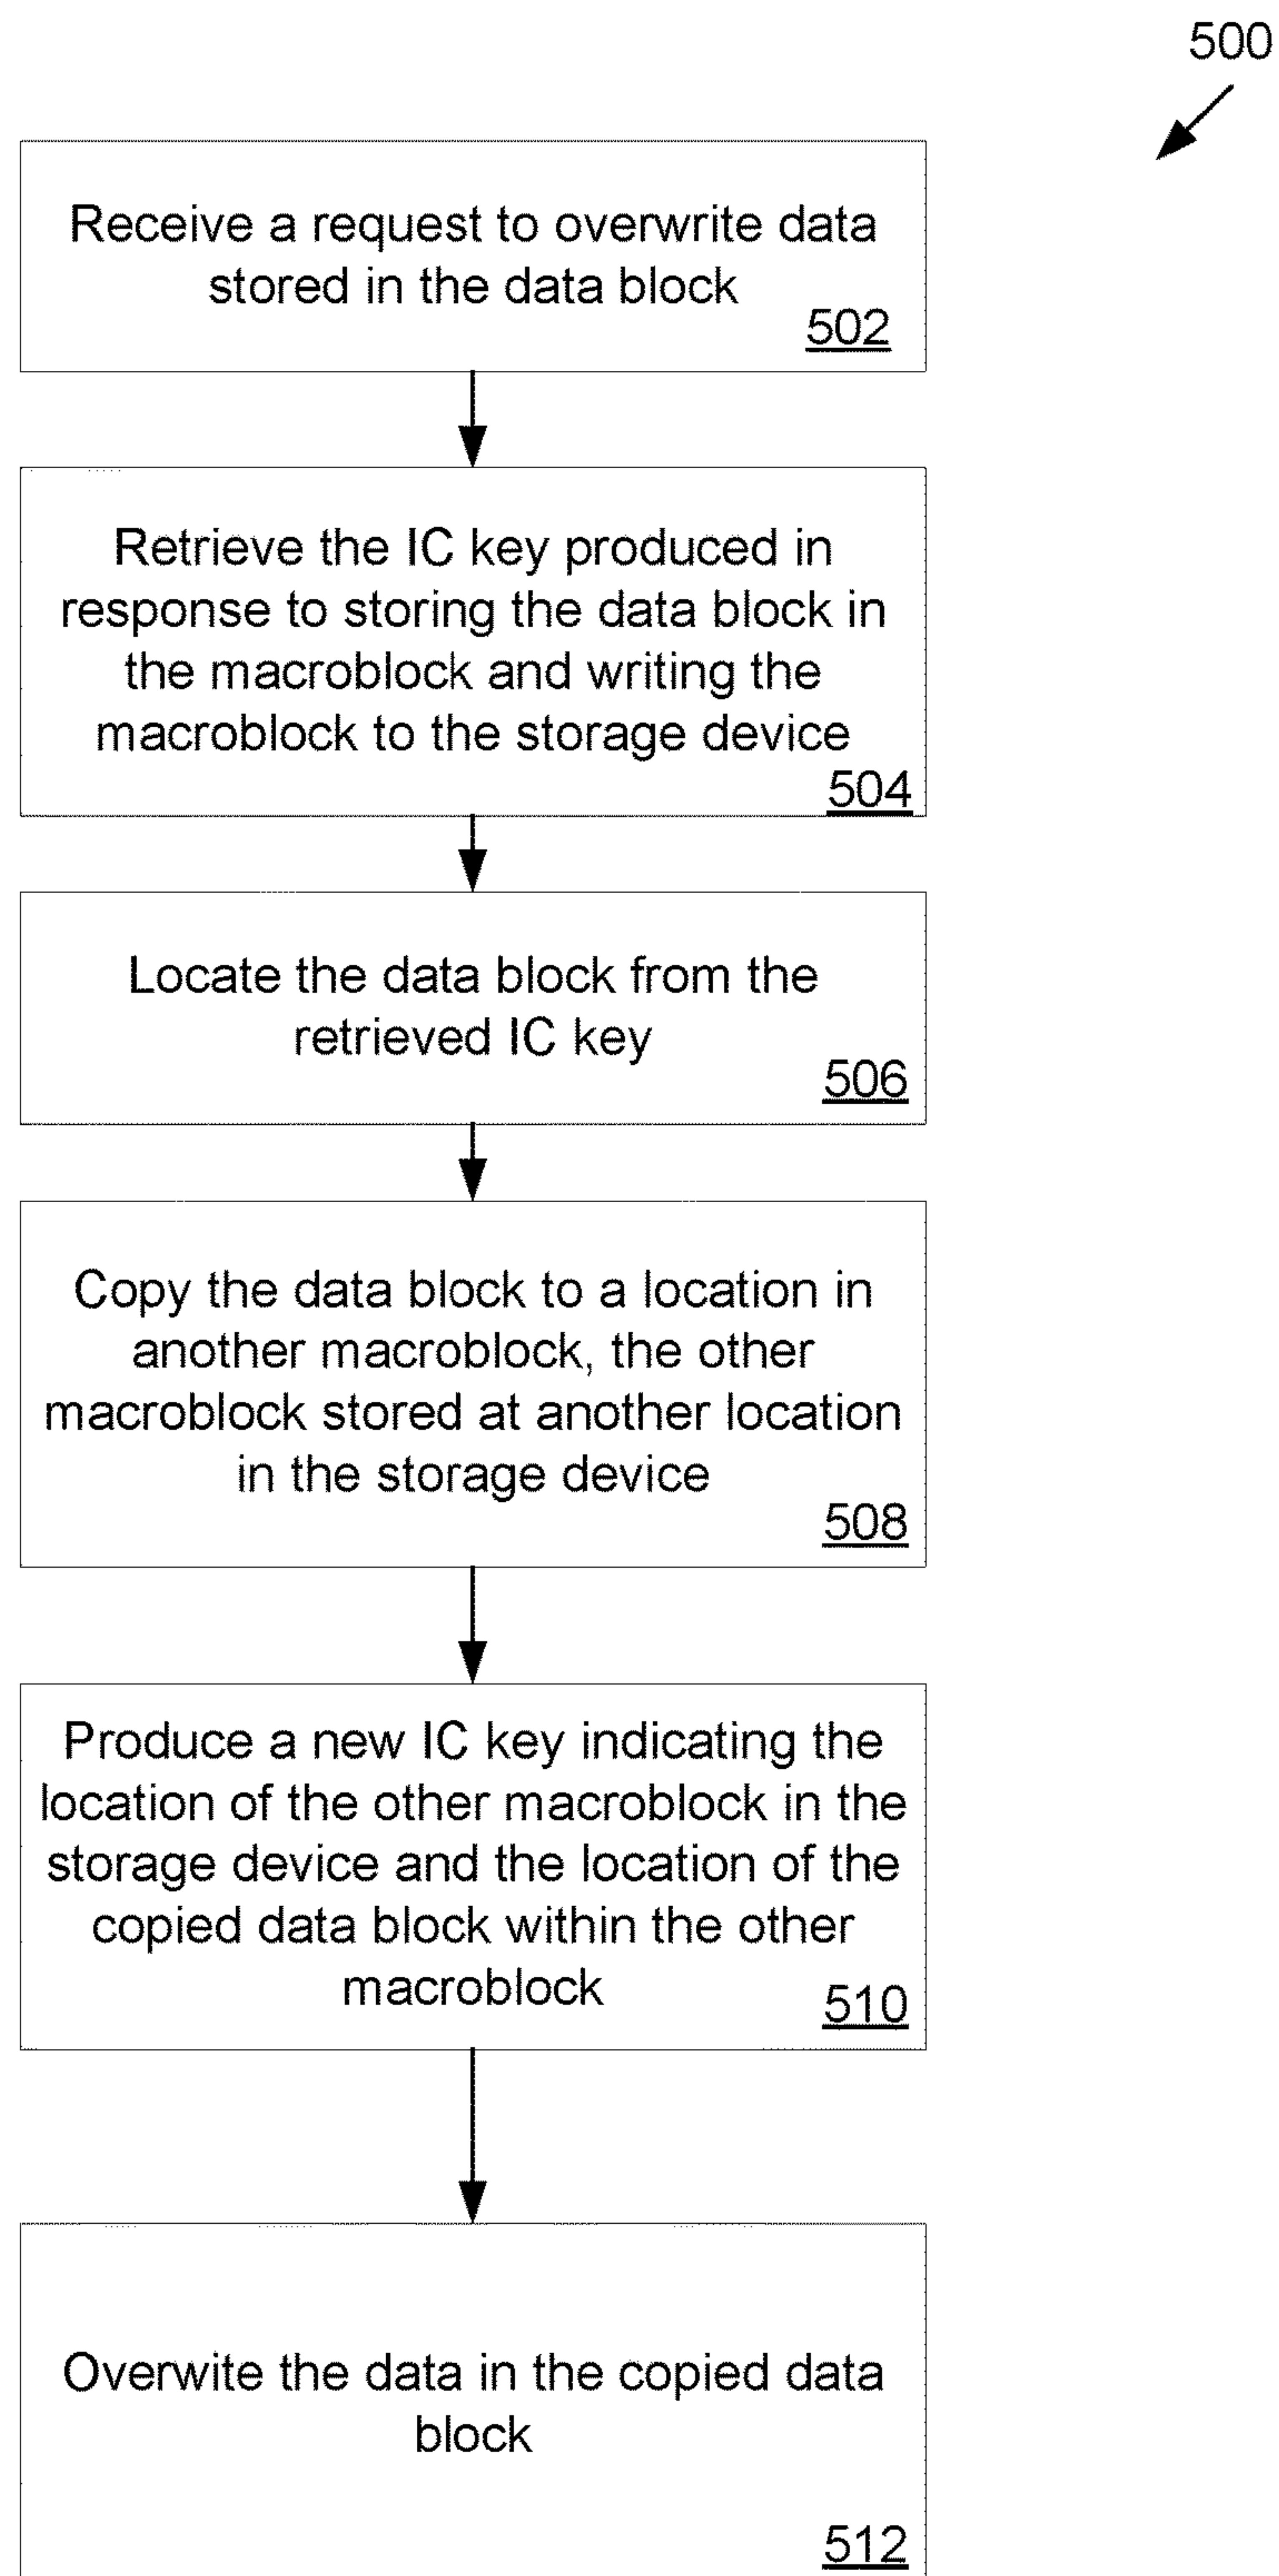 500
Receive a request to overwrite data
stored in the data block
502
Retrieve the IC key produced in
response to storing the data block in
the macroblock and writing the
macroblock to the storage device
504
Locate the data block from the
retrieved IC key
506
Copy the data block to a location in
another macroblock, the other
macroblock stored at another location
in the storage device
508
Produce a new IC key indicating the
location of the other macroblock in the
storage device and the location of the
copied data block within the other
macroblock
510
Overwite the data in the copied data
block
512